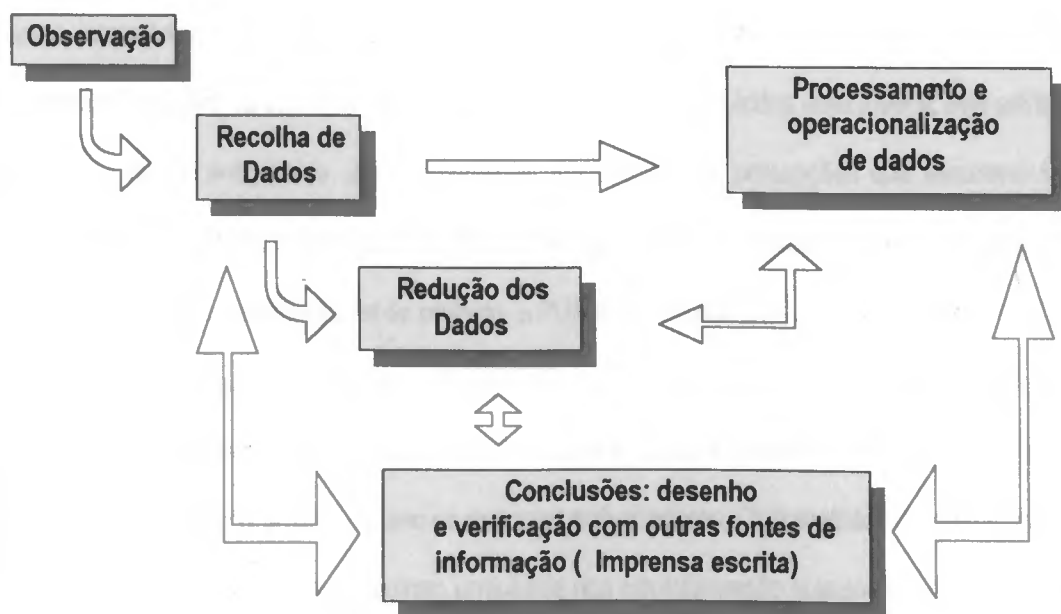 Observação
Recolha de
Dados
Processamento e
operacionalização
de dados
Redução dos
Dados
Conclusões: desenho
e verificação com outras fontes de
informação ( Imprensa escrita)